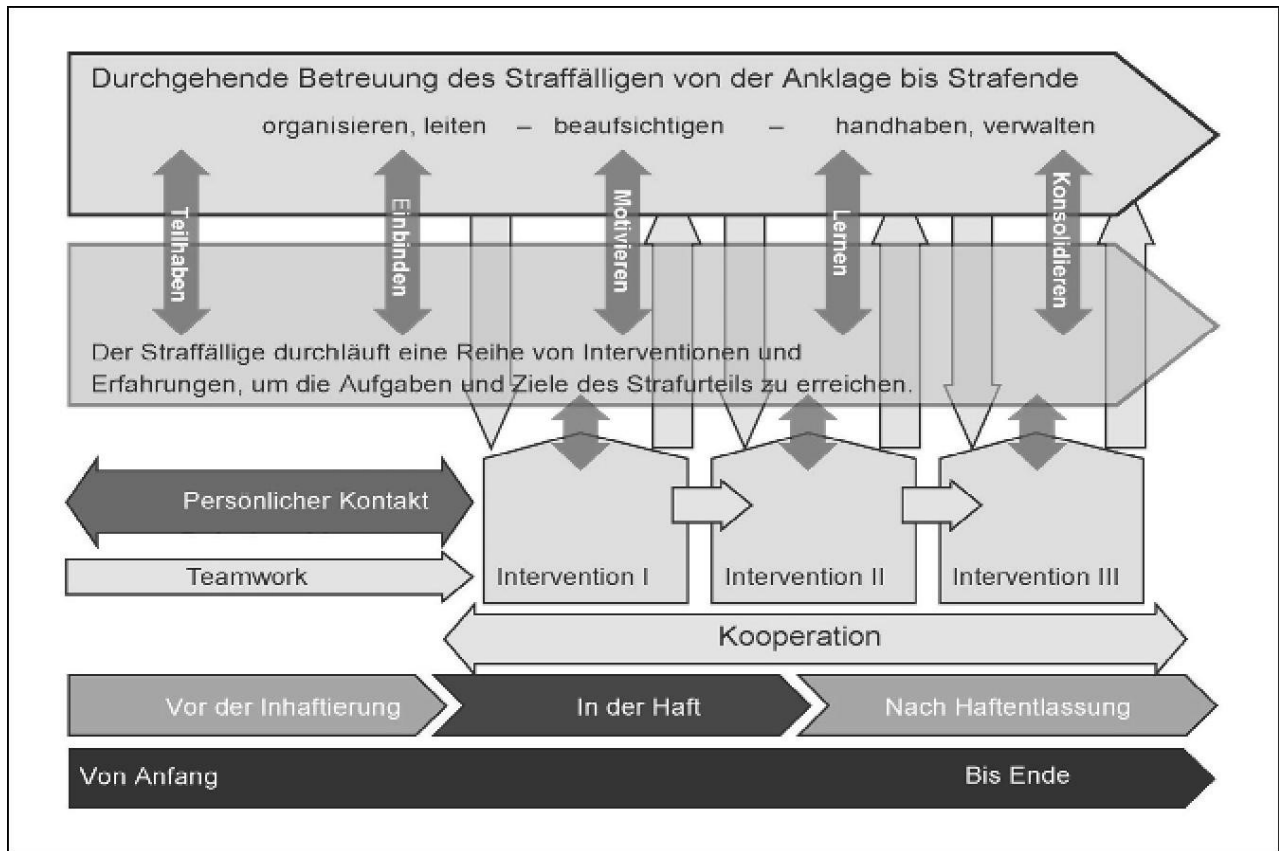 Durchgehende Betreuung des Straffälligen von der Anklage bis Strafende
organisieren, leiten – beaufsichtigen – handhaben, verwalten
Teilhaben
Einbinden
Motivieren
Lernen
Konsolidieren
Der Straffällige durchläuft eine Reihe von Interventionen und
Erfahrungen, um die Aufgaben und Ziele des Strafurteils zu erreichen.
Persönlicher Kontakt
Teamwork
Intervention I
Intervention II
Intervention III
Kooperation
Vor der Inhaftierung
In der Haft
Nach Haftentlassung
Von Anfang
Bis Ende